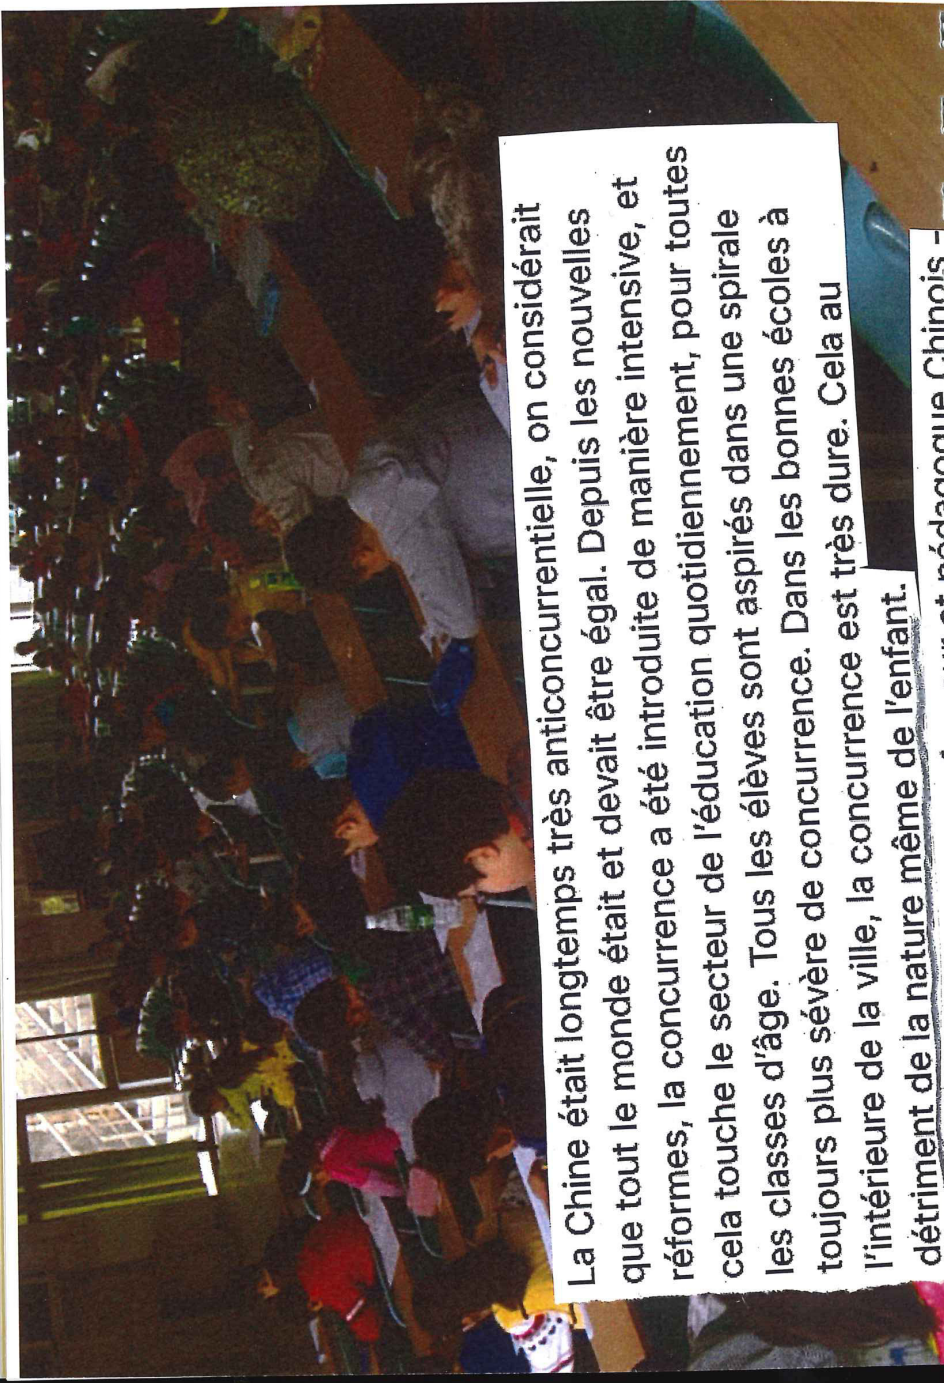 La Chine était longtemps très anticoncurrentielle, on considérait
que tout le monde était et devait être égal. Depuis les nouvelles
réformes, la concurrence a été introduite de manière intensive, et
cela touche le secteur de l'éducation quotidiennement, pour toutes
les classes d'âge. Tous les élèves sont aspirés dans une spirale
toujours plus sévère de concurrence. Dans les bonnes écoles à
l'intérieure de la ville, la concurrence est très dure. Cela au
détriment de la nature même de l'enfant.
et pédagogue Chinois -